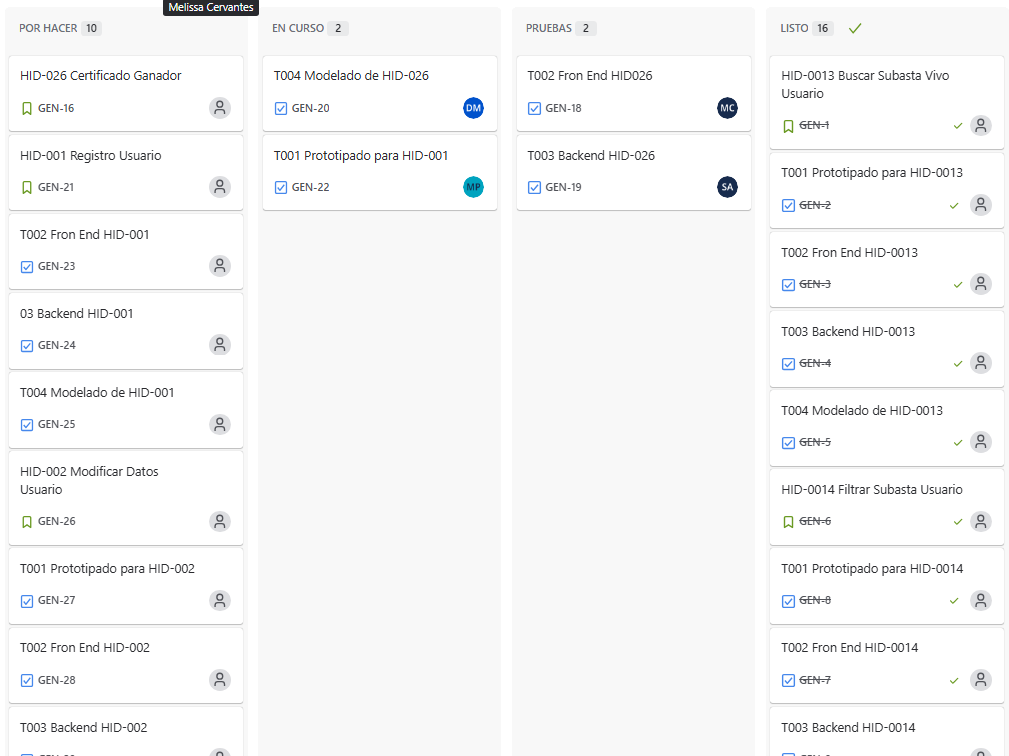 Melissa Cervantes
POR HACER 10
HID-026 Certificado Ganador
GEN-16
HID-001 Registro Usuario
GEN-21
T002 Fron End HID-001
GEN-23
03 Backend HID-001
GEN-24
T004 Modelado de HID-001
GEN-25
HID-002 Modificar Datos
Usuario
GEN-26
T001 Prototipado para HID-002
GEN-27
T002 Fron End HID-002
GEN-28
T003 Backend HID-002
EN CURSO 2
T004 Modelado de HID-026
GEN-20 DM
T001 Prototipado para HID-001
GEN-22 MP
PRUEBAS 2
T002 Fron End HID026
GEN-18 MC
T003 Backend HID-026
GEN-19 SA
LISTO 16
HID-0013 Buscar Subasta Vivo
Usuario
GEN-1
T001 Prototipado para HID-0013
GEN-2
T002 Fron End HID-0013
GEN-3
T003 Backend HID-0013
GEN-4
T004 Modelado de HID-0013
GEN-5
HID-0014 Filtrar Subasta Usuario
GEN-6
T001 Prototipado para HID-0014
GEN-8
T002 Fron End HID-0014
GEN-7
T003 Backend HID-0014